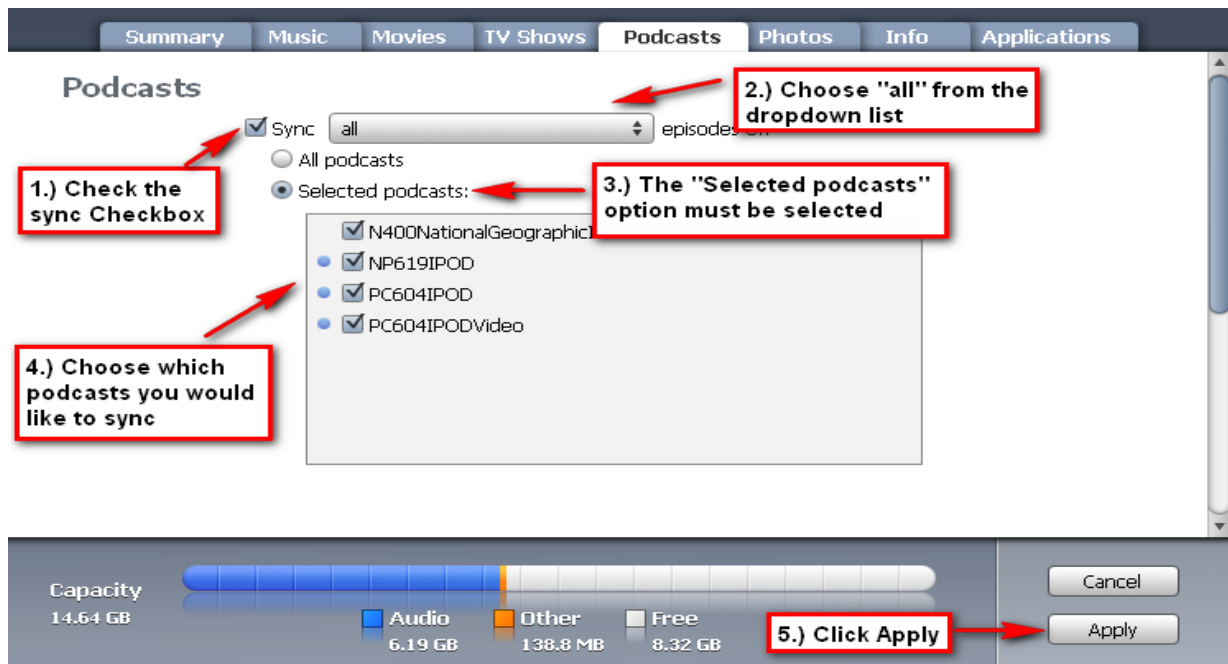 Summary Music Movies TV Shows Podcasts Photos Info Applications
Podcasts
2.) Choose "all" from the
dropdown list
Sync all episodes
All podcasts
1.) Check the
sync Checkbox
Selected podcasts:
3.) The "Selected podcasts"
option must be selected
N400NationalGeographic
NP619IPOD
PC604IPOD
PC604IPODVideo
4.) Choose which
podcasts you would
like to sync
Capacity
14.64 GB
Audio
6.19 GB
Other
138.8 MB
Free
8.32 GB
5.) Click Apply
Cancel
Apply